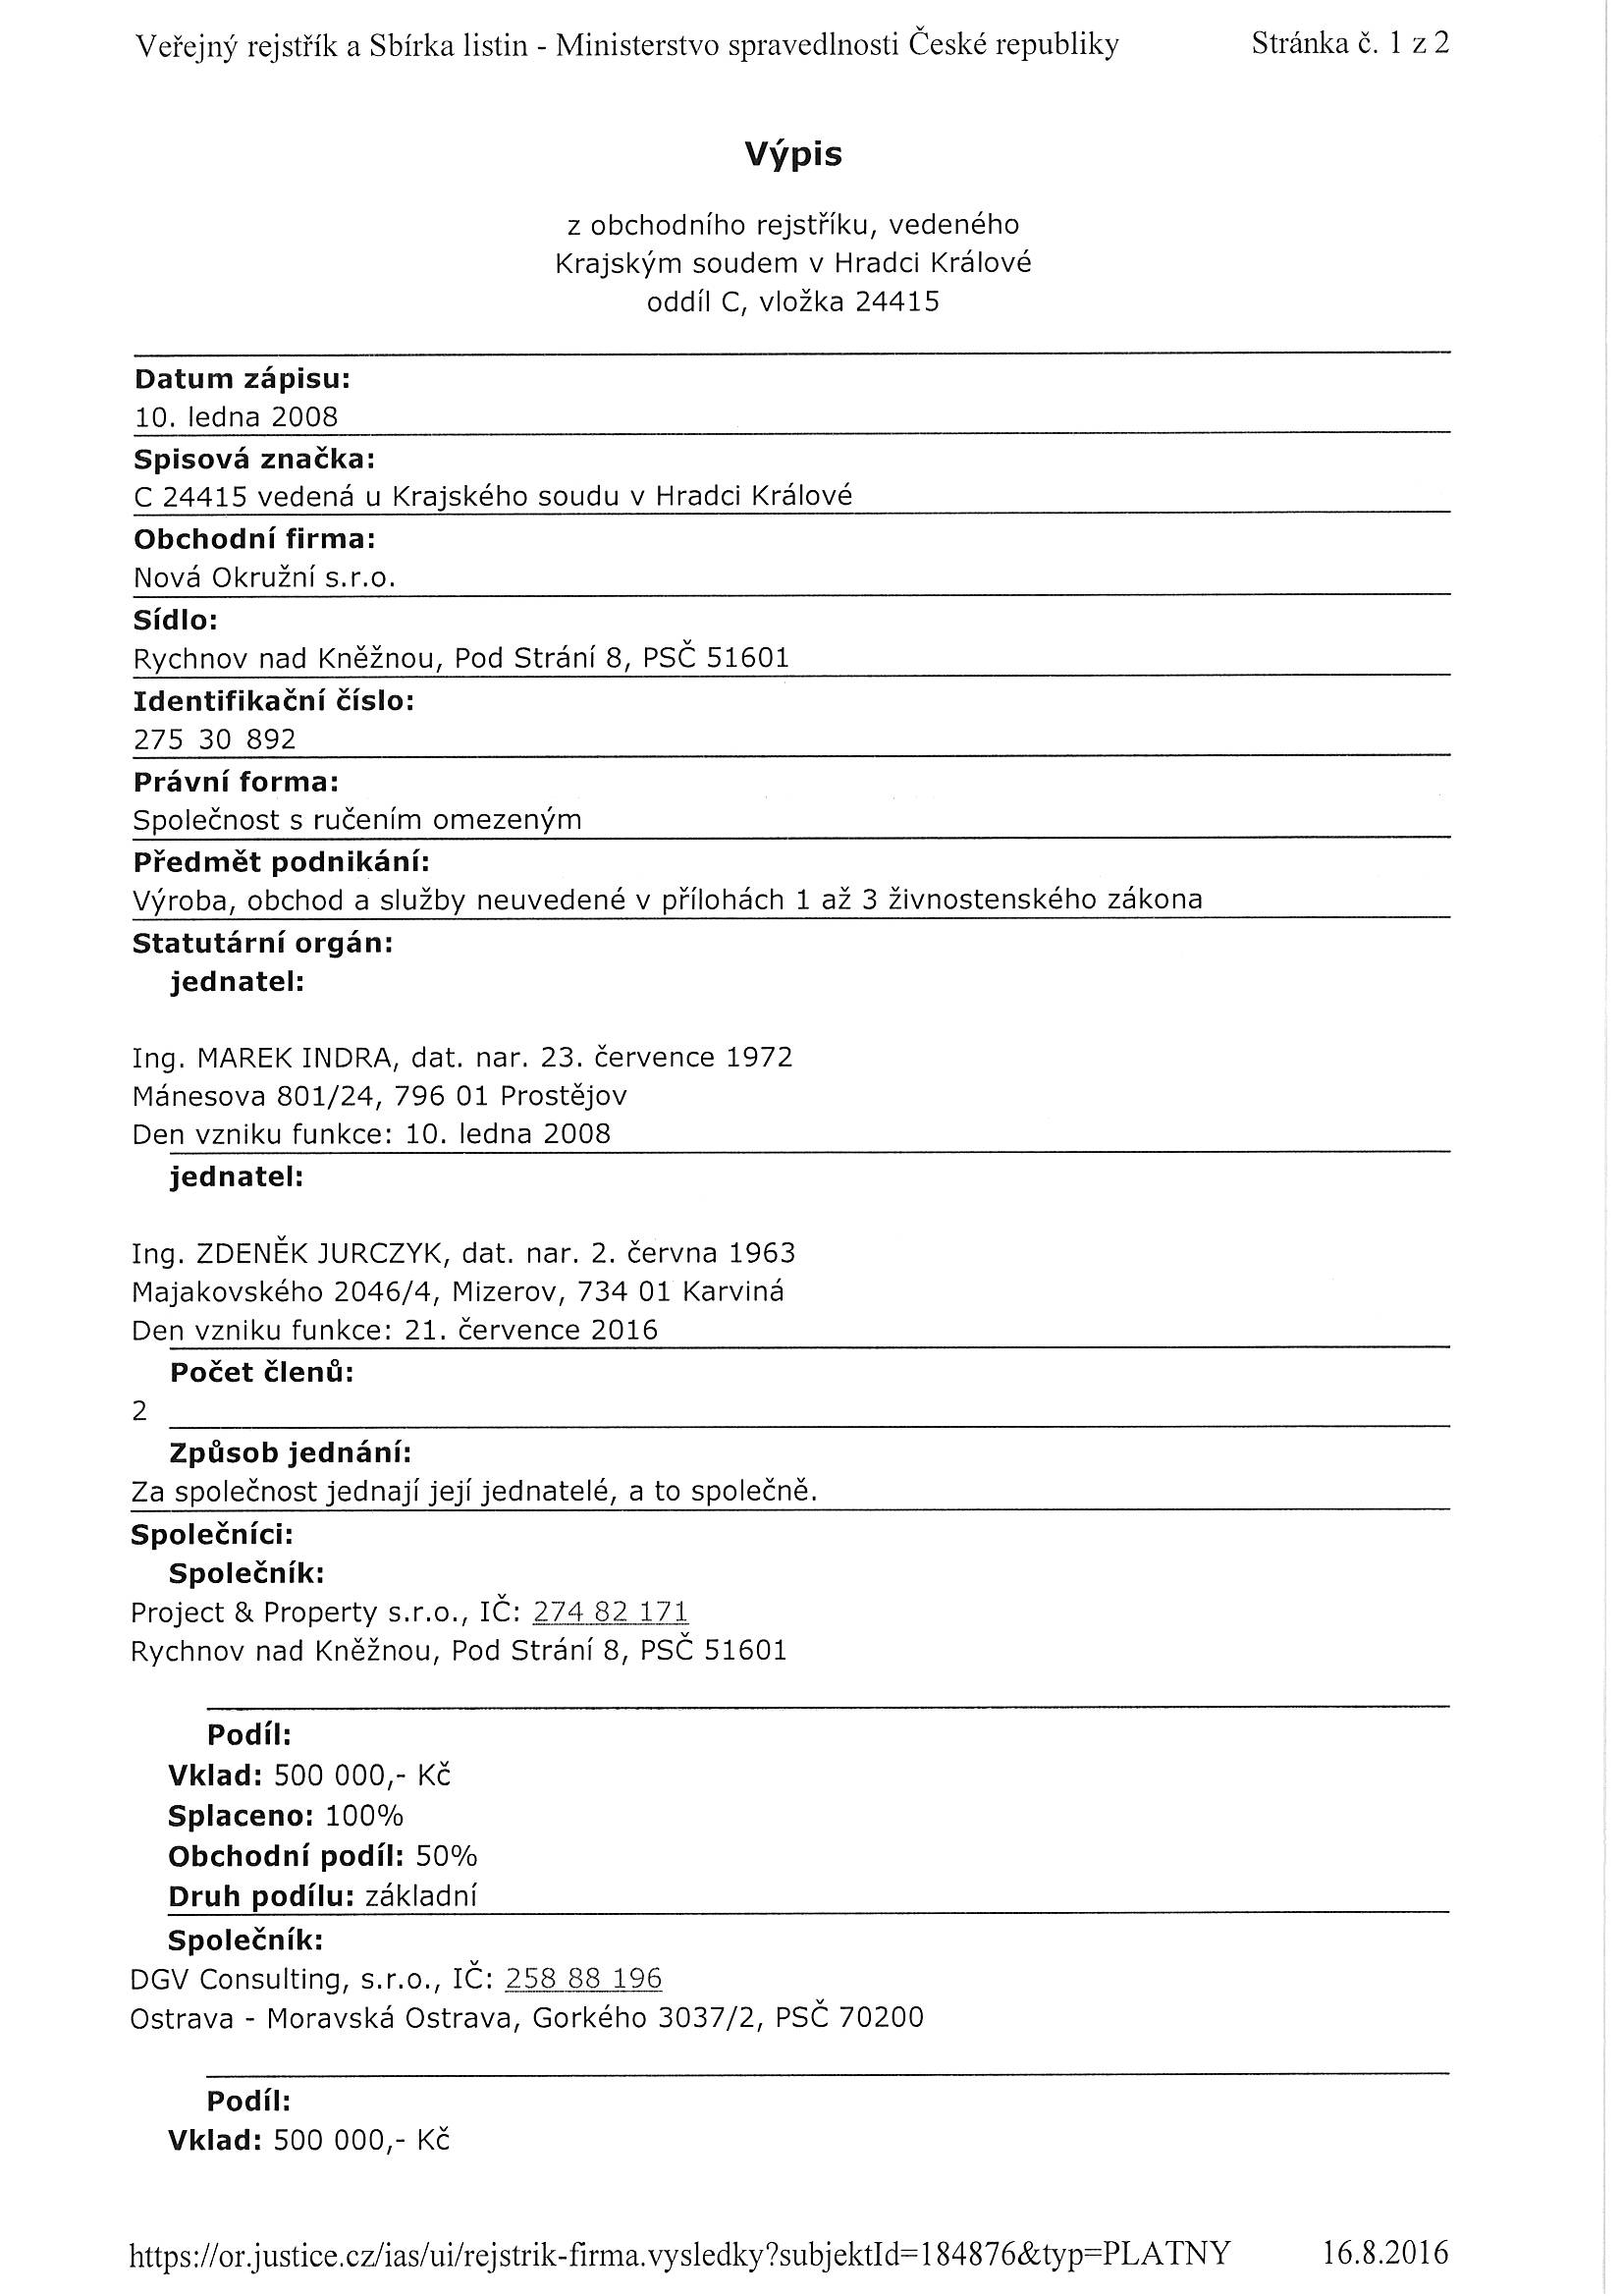 Veřejný rejstřík a Sbírka listin - Ministerstvo spravedlnosti České republiky Stránka č. 1 z 2
Výpis
z obchodního rejstříku, vedeného
Krajským soudem v Hradci Králové
oddíl C, vložka 24415
Datum zápisu:
10. ledna 2008
Spisová značka:
C 24415 vedená u Krajského soudu v Hradci Králové
Obchodní firma:
Nová Okružní s.r.o.
Sídlo:
Rychnov nad Kněžnou, Pod Strání 8, PSČ 51601
Identifikační číslo:
275 30 892
Právní forma:
Společnost s ručením omezeným
Předmět podnikání:
Výroba, obchod a služby neuvedené v přílohách 1 až 3 živnostenského zákona
Statutární orgán:
jednatel:
Ing. MAREK INDRA, dat. nar. 23. července 1972
Mánesova 801/24, 796 01 Prostějov
Den vzniku funkce: 10. ledna 2008
jednatel:
Ing. ZDENĚK JURCZYK, dat. nar. 2. června 1963
Majakovského 2046/4, Mizerov, 734 01 Karviná
Den vzniku funkce: 21. července 2016
Počet členů:
2
Způsob jednání:
Za společnost jednají její jednatelé, a to společně.
Společníci:
Společník:
Project & Property s.r.o., IČ: 274 82 171
Rychnov nad Kněžnou, Pod Strání 8, PSČ 51601
Podíl:
Vklad: 500 000,- Kč
Splaceno: 100%
Obchodní podíl: 50%
Druh podílu: základní
Společník:
DGV Consulting, s.r.o., IČ: 258 88 196
Ostrava - Moravská Ostrava, Gorkého 3037/2, PSČ 70200
Podíl:
Vklad: 500 000,- Kč
https://or.justice.cz/ias/ui/rejstrik-firma.vysledky?subjektId=184876&typ=PLATNY 16.8.2016